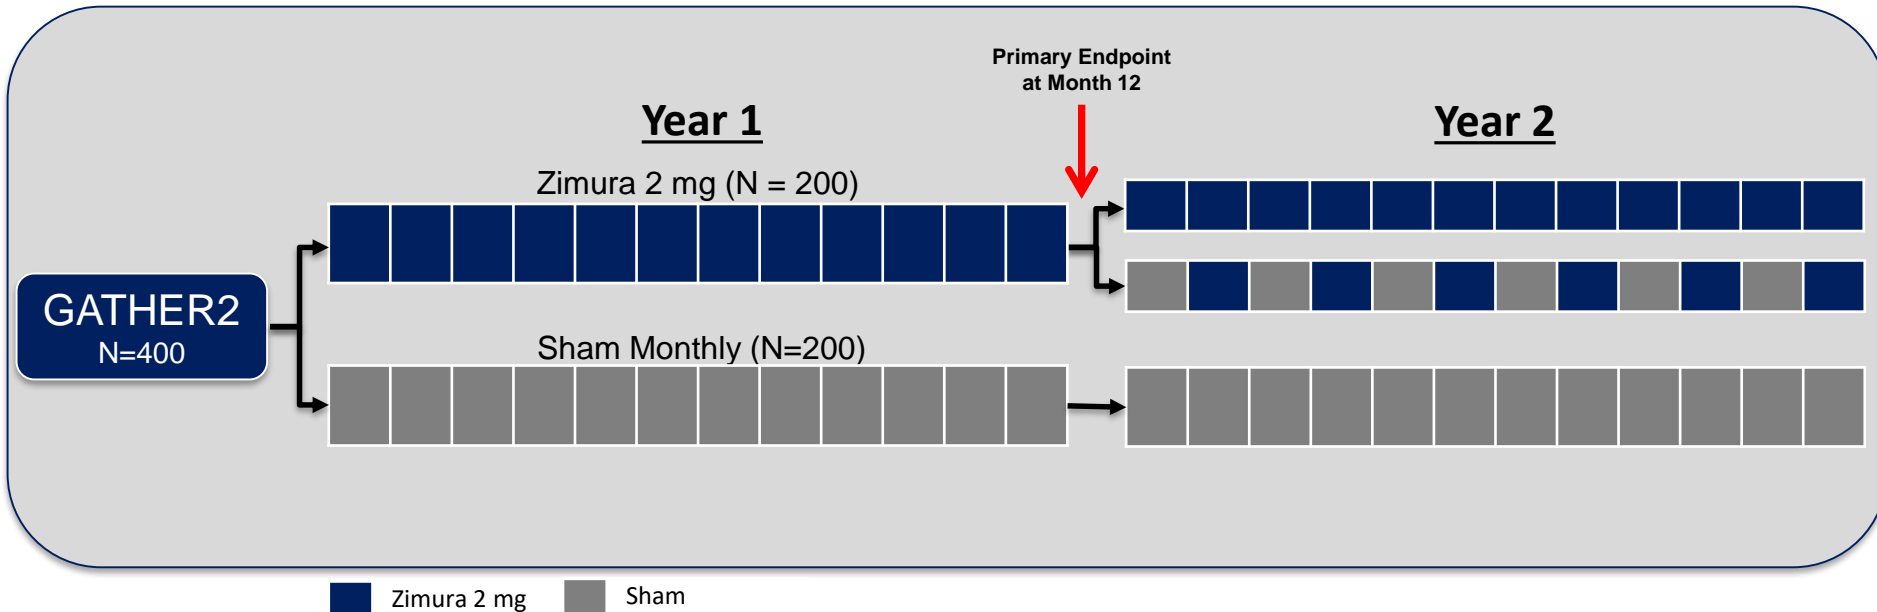 Primary Endpoint
at Month 12
Year 1
Year 2
Zimura 2 mg (N = 200)
GATHER2
N=400
Sham Monthly (N=200)
Zimura 2 mg
Sham